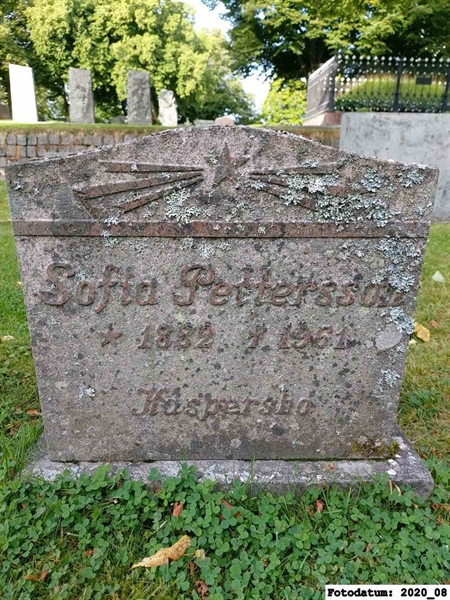 Sofia Pettersson
★ 1882 † 1961
Kaspersbo
Fotodatum: 2020_08